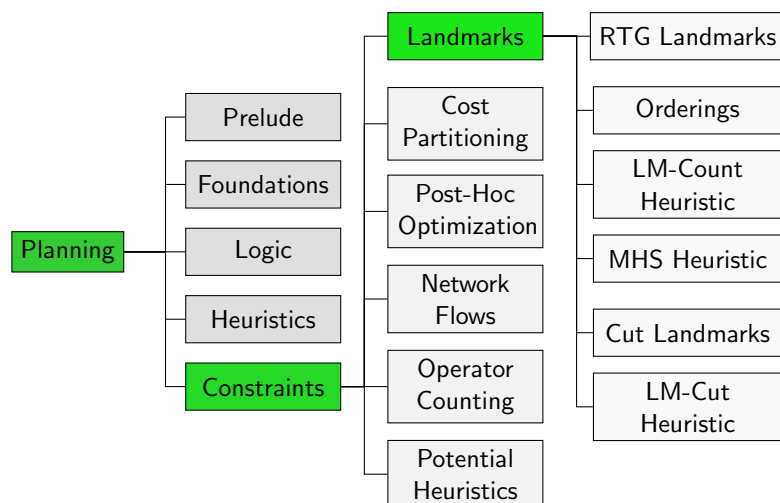 Planning
Prelude
Foundations
Logic
Heuristics
Constraints
Landmarks
Cost
Partitioning
Post-Hoc
Optimization
Network
Flows
Operator
Counting
Potential
Heuristics
RTG Landmarks
Orderings
LM-Count
Heuristic
MHS Heuristic
Cut Landmarks
LM-Cut
Heuristic